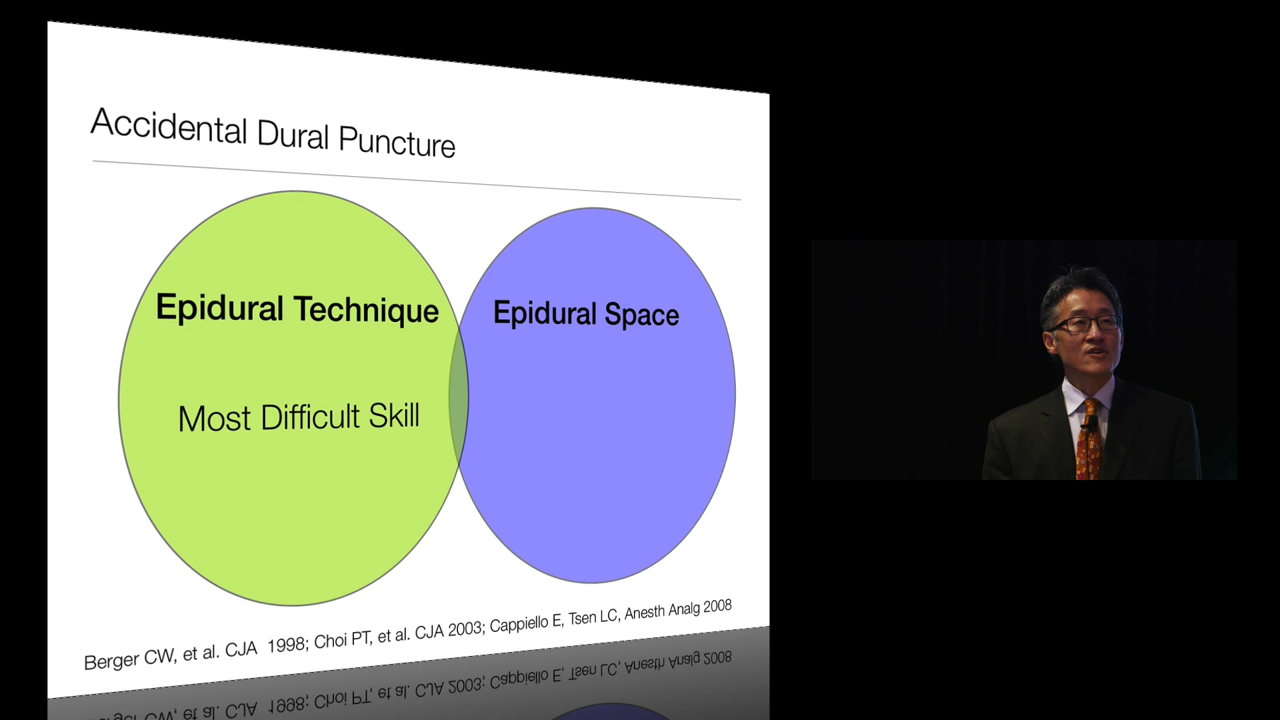 Accidental Dural Puncture
Epidural Technique
Epidural Space
Most Difficult Skill
Berger CW, et al. CJA 1998; Choi PT, et al. CJA 2003; Cappiello E, Tsen LC, Anesth Analg 2008